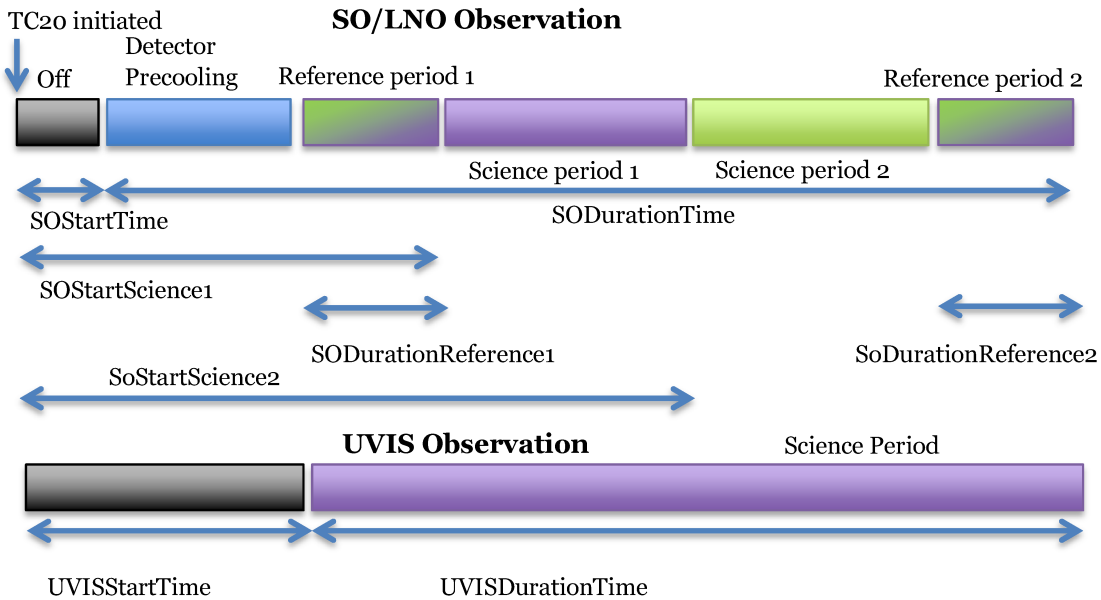 TC20 initiated
SO/LNO Observation
Off
Detector
Precooling
Reference period 1
Reference period 2
Science period 1
Science period 2
SOStartTime
SODurationTime
SOStartScience1
SODurationReference1
SoDurationReference2
SoStartScience2
UVIS Observation
Science Period
UVISStartTime
UVISDurationTime